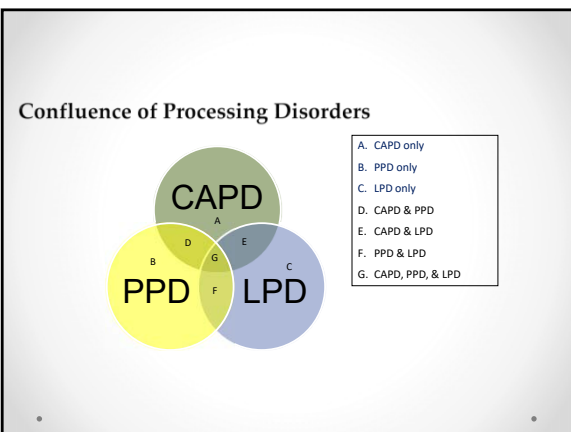 Confluence of Processing Disorders
CAPD
A
D
E
B
G
C
PPD
F
LPD
A. CAPD only
B. PPD only
C. LPD only
D. CAPD & PPD
E. CAPD & LPD
F. PPD & LPD
G. CAPD, PPD, & LPD